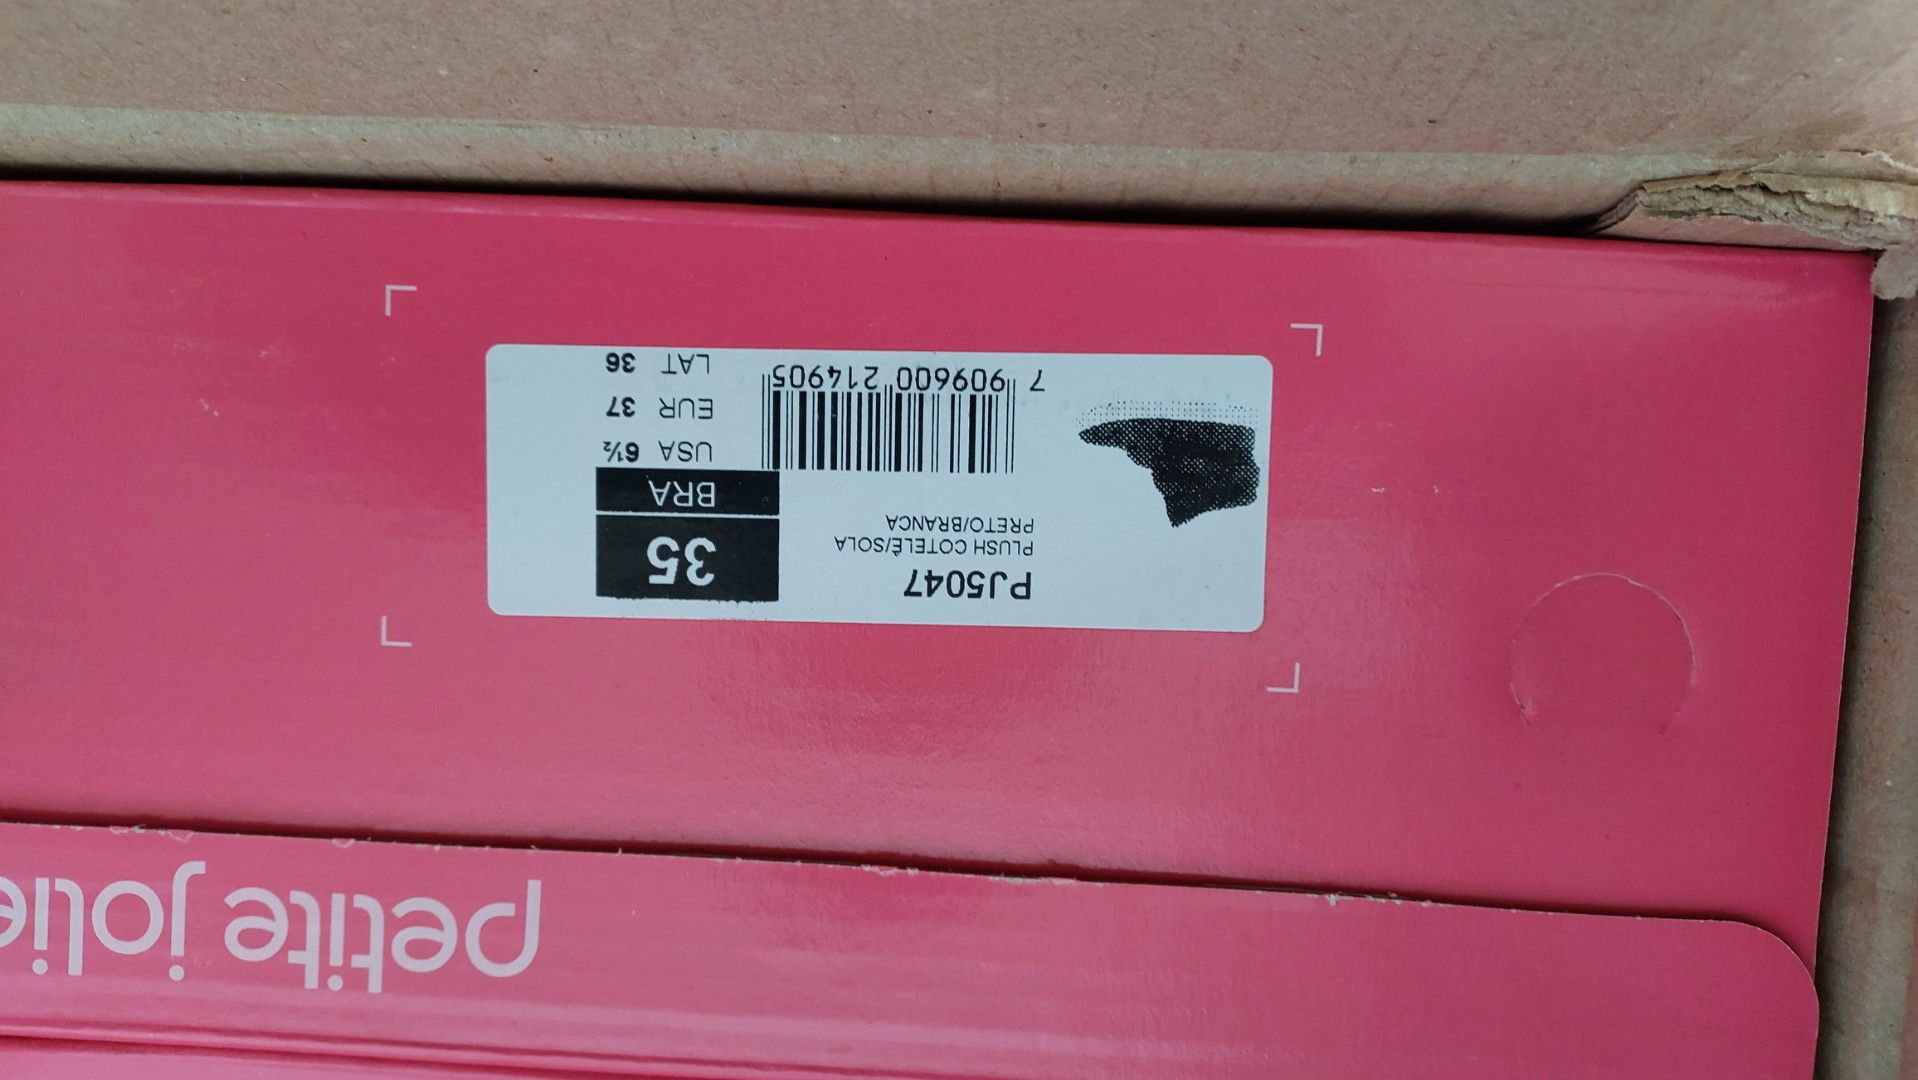 petite jolie
PJ5047
PLUSH COTELÊ/SOLA
PRETO/BRANCA
7 909600 214905
35
BRA
USA 6½
EUR 37
LAT 36